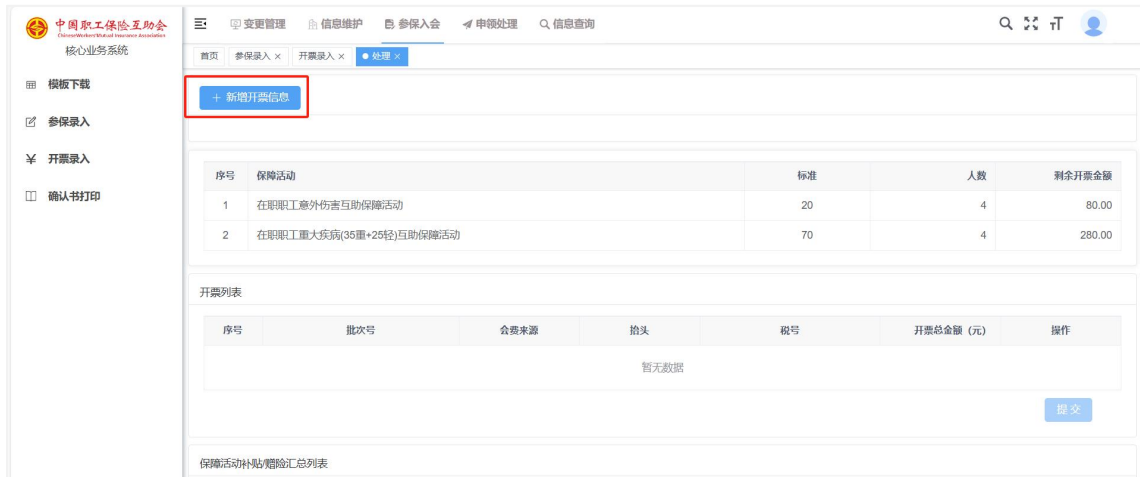 中国职工保险互助会
ChineseWorkers'Mutual Insurance Association
核心业务系统
模板下载
参保录入
开票录入
确认书打印
变更管理 信息维护 参保入会 申领处理 信息查询
首页 参保录入 × 开票录入 × 处理 ×
+ 新增开票信息
序号 保障活动 标准 人数 剩余开票金额
1 在职职工意外伤害互助保障活动 20 4 80.00
2 在职职工重大疾病(35重+25轻)互助保障活动 70 4 280.00
开票列表
序号 批次号 会费来源 抬头 税号 开票总金额（元） 操作
暂无数据
提交
保障活动补贴/赠险汇总列表